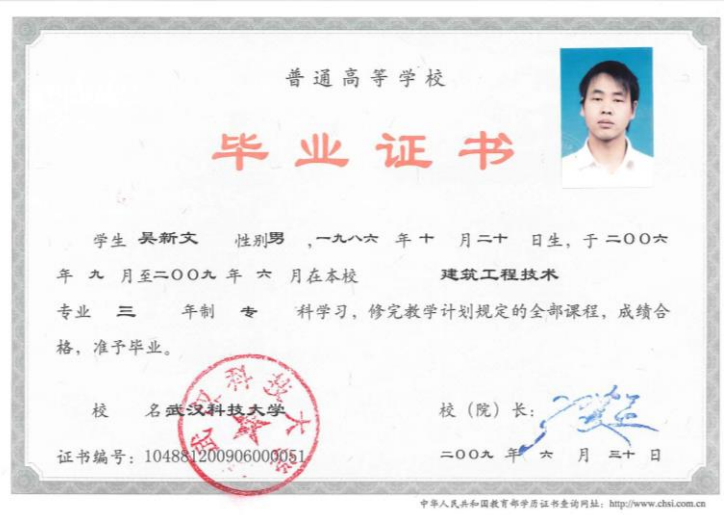 普通高等学校
毕业证书
学生 吴新文 性别男 ,一九八六 年 十 月二十 日生, 于 二〇〇六
年 九 月至二〇〇九 年 六 月在本校 建筑工程技术
专业 三 年制 专 科学习, 修完教学计划规定的全部课程, 成绩合
格, 准予毕业。
校 名武汉科技大学 校（院）长:
证书编号: 104881200906000051 二〇〇九 年 六 月 三十 日
中华人民共和国教育部学历证书查询网址: http://www.chsi.com.cn